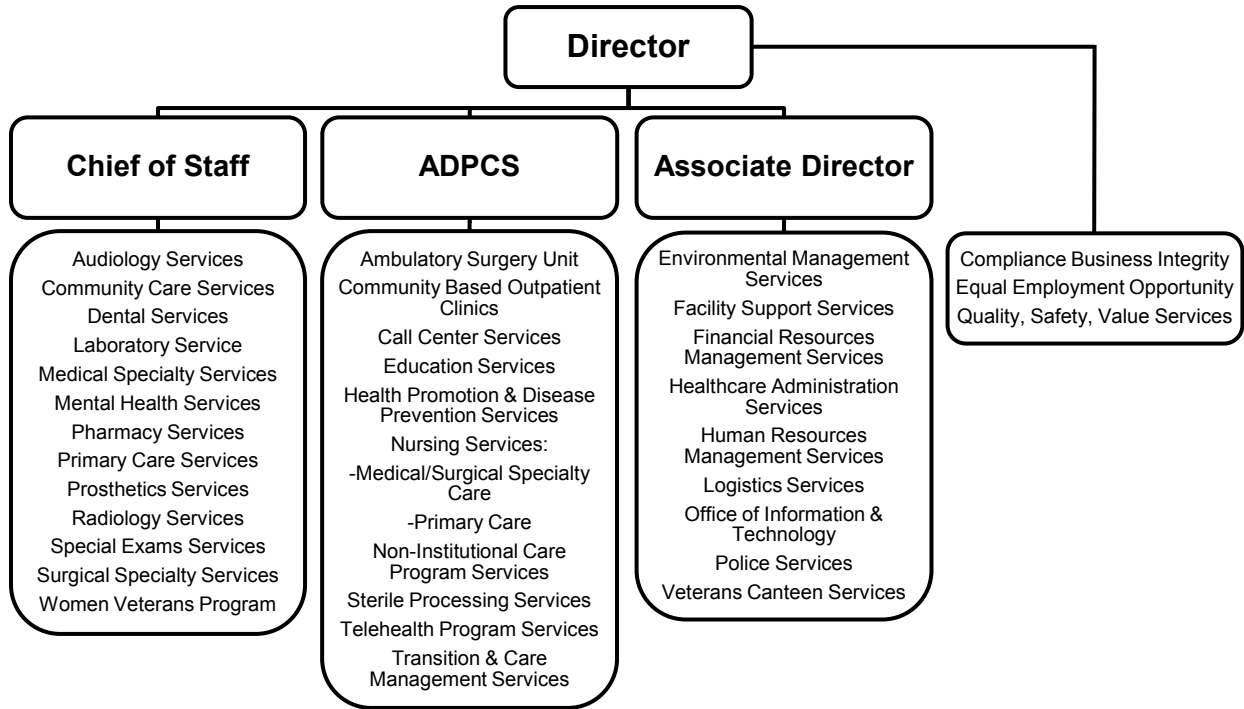 Director
Chief of Staff
ADPCS
Associate Director
Audiology Services
Community Care Services
Dental Services
Laboratory Service
Medical Specialty Services
Mental Health Services
Pharmacy Services
Primary Care Services
Prosthetics Services
Radiology Services
Special Exams Services
Surgical Specialty Services
Women Veterans Program
Ambulatory Surgery Unit
Community Based Outpatient
Clinics
Call Center Services
Education Services
Health Promotion & Disease
Prevention Services
Nursing Services:
-Medical/Surgical Specialty
Care
-Primary Care
Non-Institutional Care
Program Services
Sterile Processing Services
Telehealth Program Services
Transition & Care
Management Services
Environmental Management
Services
Facility Support Services
Financial Resources
Management Services
Healthcare Administration
Services
Human Resources
Management Services
Logistics Services
Office of Information &
Technology
Police Services
Veterans Canteen Services
Compliance Business Integrity
Equal Employment Opportunity
Quality, Safety, Value Services